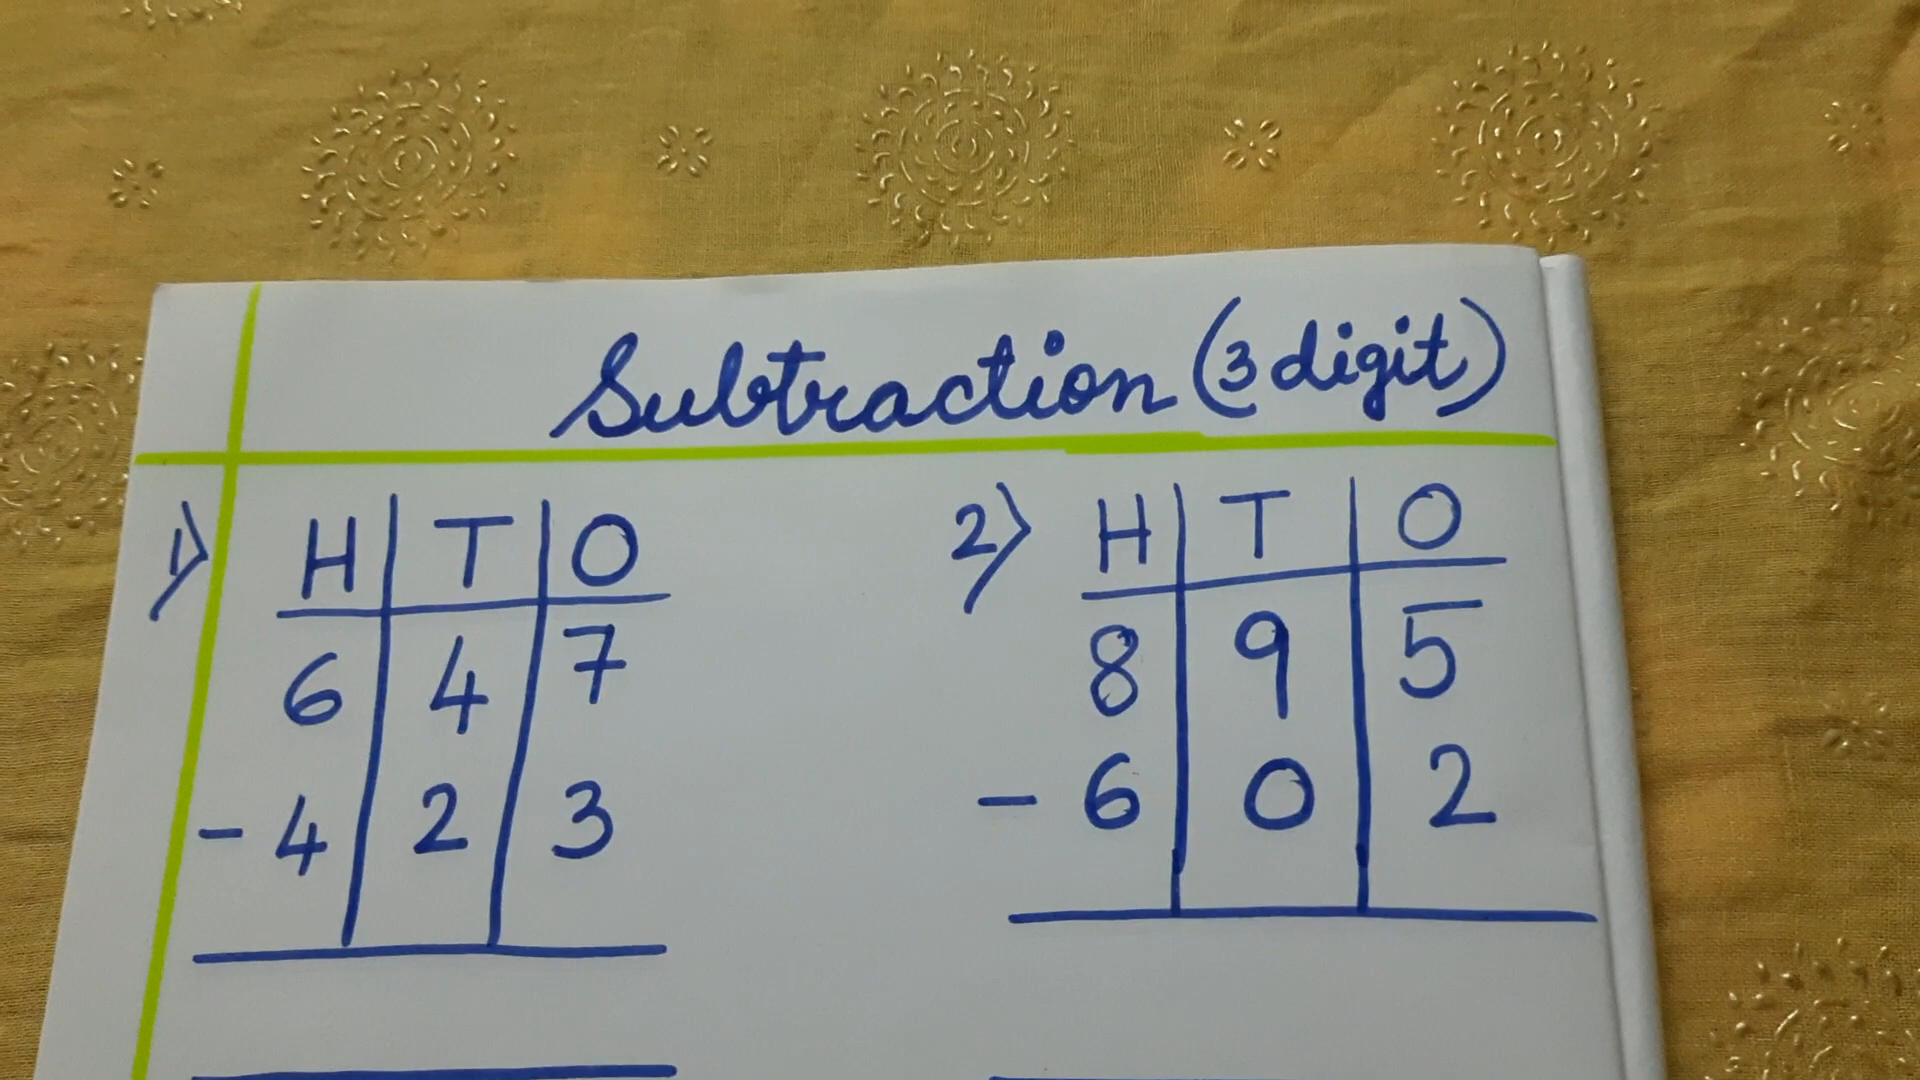 Subtraction (3 digit)
1) H T O
6 4 7
- 4 2 3
2) H T O
8 9 5
- 6 0 2